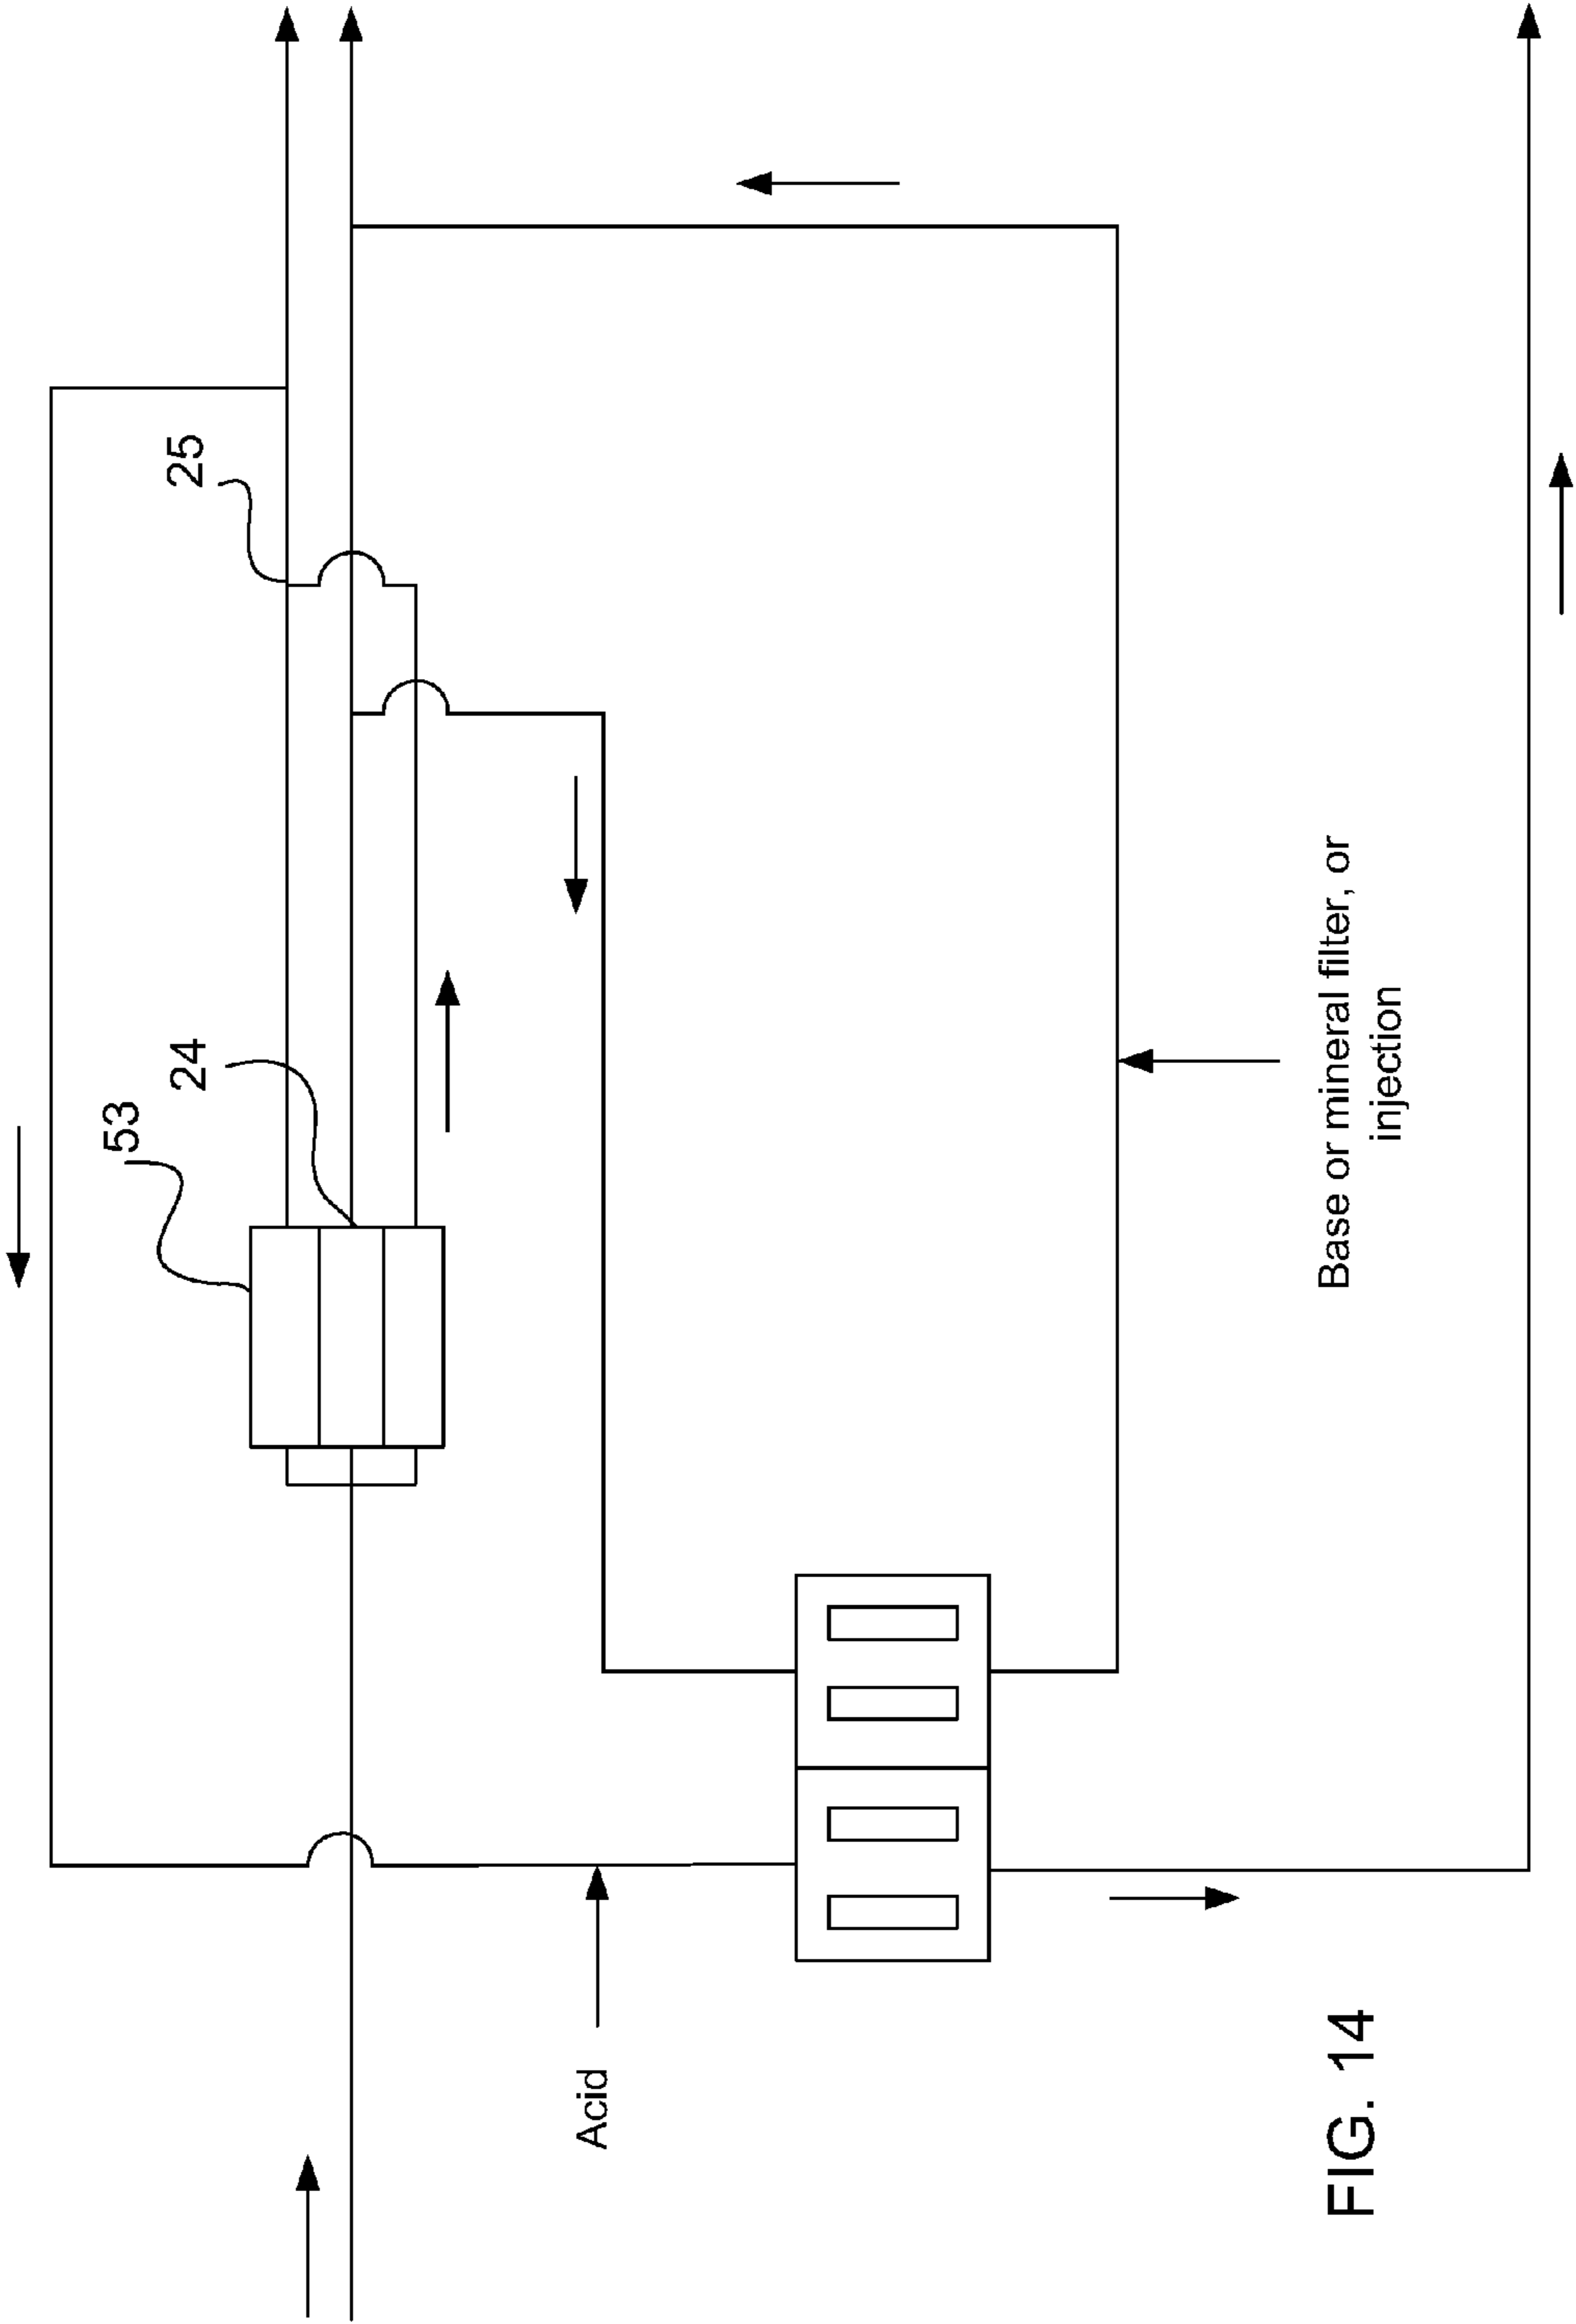 53
24
25
Acid
Base or mineral filter, or
injection
FIG. 14